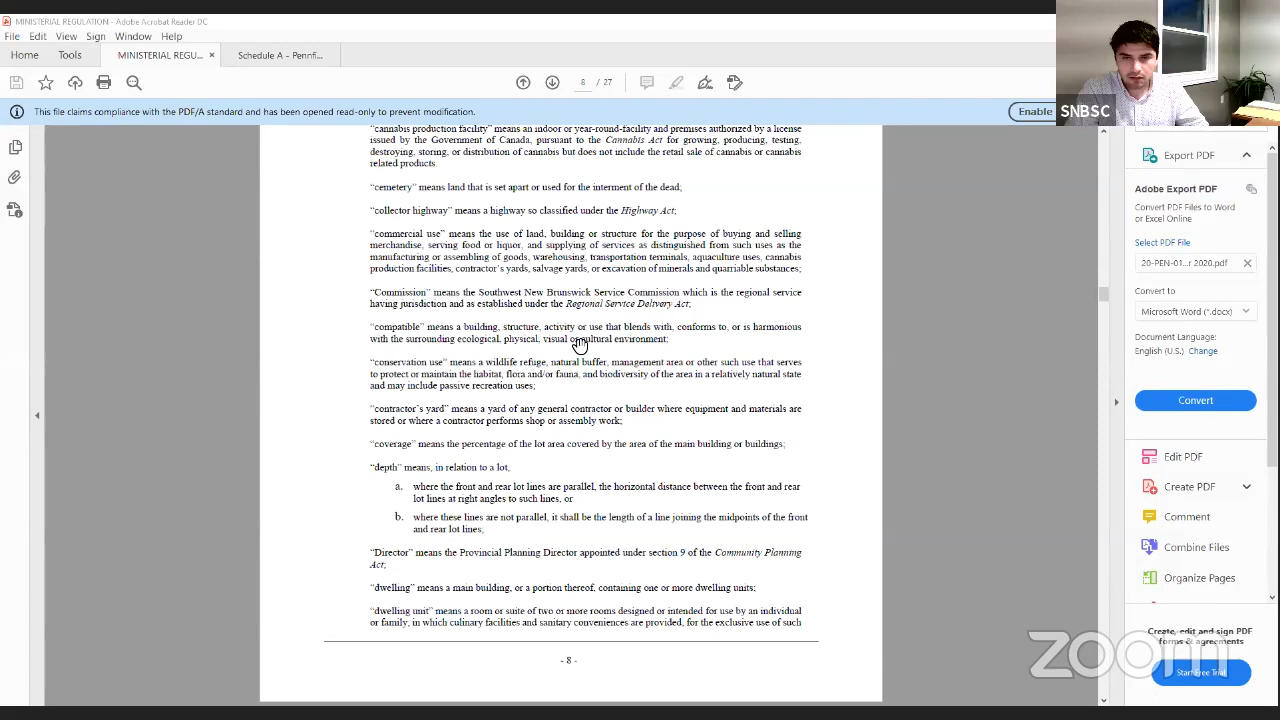 MINISTERIAL REGULATION - Adobe Acrobat Reader DC
File Edit View Sign Window Help
Home Tools MINISTERIAL REGU... × Schedule A - Pennfi...
8 / 27
This file claims compliance with the PDF/A standard and has been opened read-only to prevent modification.
Enable
SNBSC
“cannabis production facility” means an indoor or year-round-facility and premises authorized by a license
issued by the Government of Canada, pursuant to the Cannabis Act for growing, producing, testing,
destroying, storing, or distribution of cannabis but does not include the retail sale of cannabis or cannabis
related products.
“cemetery” means land that is set apart or used for the interment of the dead;
“collector highway” means a highway so classified under the Highway Act;
“commercial use” means the use of land, building or structure for the purpose of buying and selling
merchandise, serving food or liquor, and supplying of services as distinguished from such uses as the
manufacturing or assembling of goods, warehousing, transportation terminals, aquaculture uses, cannabis
production facilities, contractor’s yards, salvage yards, or excavation of minerals and quarriable substances;
“Commission” means the Southwest New Brunswick Service Commission which is the regional service
having jurisdiction and as established under the Regional Service Delivery Act;
“compatible” means a building, structure, activity or use that blends with, conforms to, or is harmonious
with the surrounding ecological, physical, visual or cultural environment;
“conservation use” means a wildlife refuge, natural buffer, management area or other such use that serves
to protect or maintain the habitat, flora and/or fauna, and biodiversity of the area in a relatively natural state
and may include passive recreation uses;
“contractor’s yard” means a yard of any general contractor or builder where equipment and materials are
stored or where a contractor performs shop or assembly work;
“coverage” means the percentage of the lot area covered by the area of the main building or buildings;
“depth” means, in relation to a lot,
a. where the front and rear lot lines are parallel, the horizontal distance between the front and rear
lot lines at right angles to such lines, or
b. where these lines are not parallel, it shall be the length of a line joining the midpoints of the front
and rear lot lines;
“Director” means the Provincial Planning Director appointed under section 9 of the Community Planning
Act;
“dwelling” means a main building, or a portion thereof, containing one or more dwelling units;
“dwelling unit” means a room or suite of two or more rooms designed or intended for use by an individual
or family, in which culinary facilities and sanitary conveniences are provided, for the exclusive use of such
- 8 -
Export PDF
Adobe Export PDF
Convert PDF Files to Word
or Excel Online
Select PDF File
20-PEN-01...r 2020.pdf
Convert to
Microsoft Word (*.docx)
Document Language:
English (U.S.) Change
Convert
Edit PDF
Create PDF
Comment
Combine Files
Organize Pages
Create, edit and sign PDF
forms & agreements
Start Free Trial
zoom